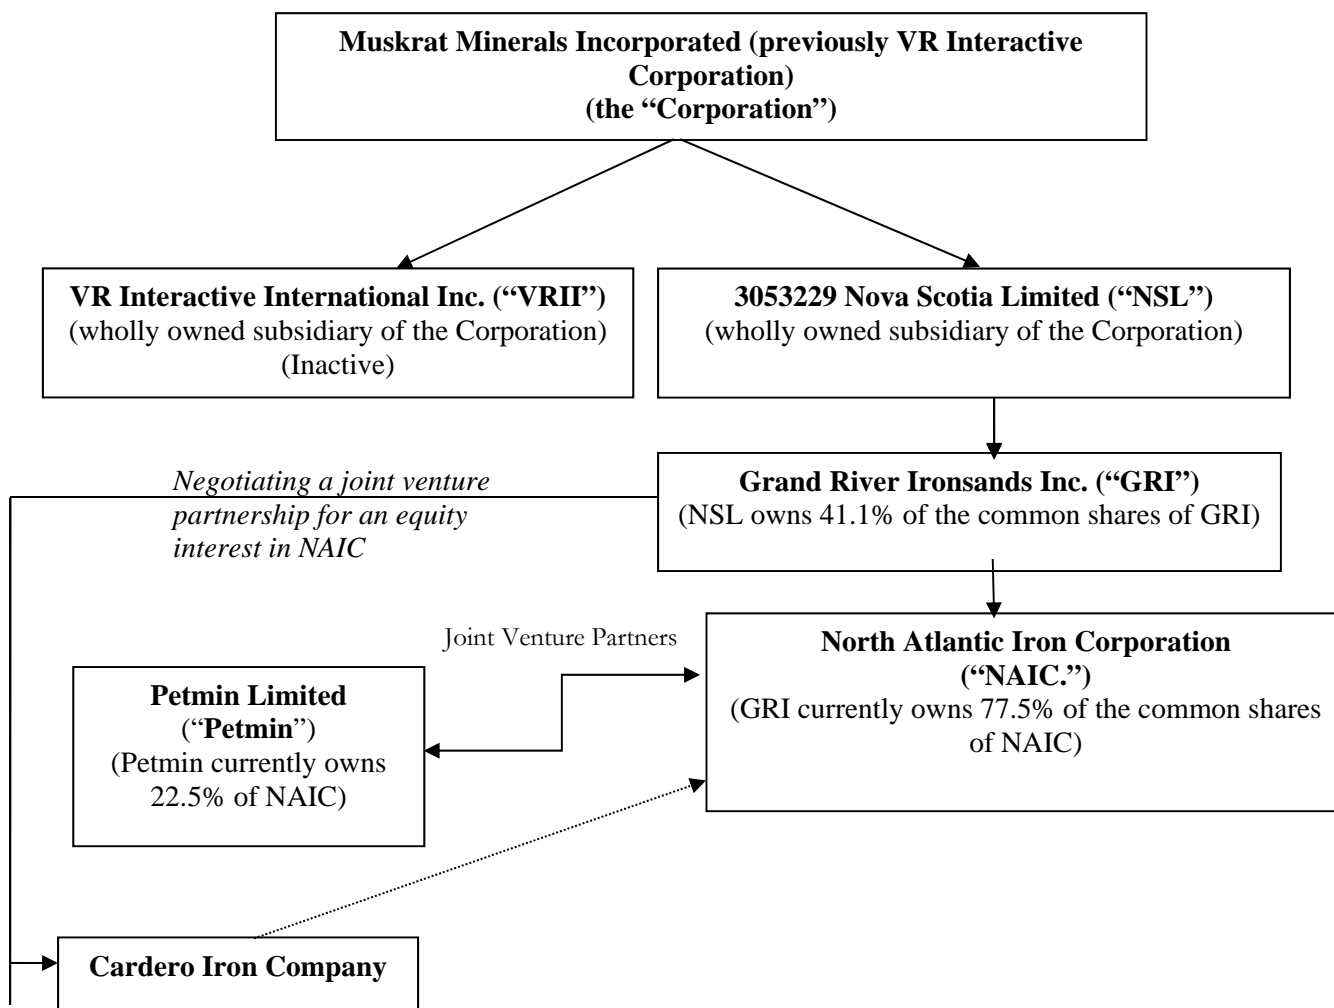 Muskrat Minerals Incorporated (previously VR Interactive
Corporation)
(the “Corporation”)
VR Interactive International Inc. (“VRII”)
(wholly owned subsidiary of the Corporation)
(Inactive)
3053229 Nova Scotia Limited (“NSL”)
(wholly owned subsidiary of the Corporation)
Negotiating a joint venture
partnership for an equity
interest in NAIC
Grand River Ironsands Inc. (“GRI”)
(NSL owns 41.1% of the common shares of GRI)
Joint Venture Partners
North Atlantic Iron Corporation
(“NAIC.”)
(GRI currently owns 77.5% of the common shares
of NAIC)
Petmin Limited
(“Petmin”)
(Petmin currently owns
22.5% of NAIC)
Cardero Iron Company